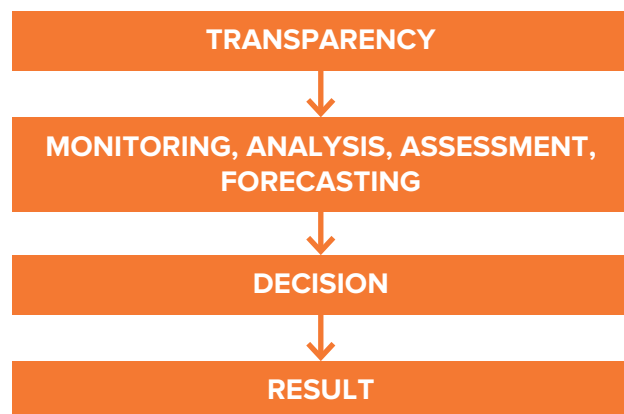 TRANSPARENCY
MONITORING, ANALYSIS, ASSESSMENT,
FORECASTING
DECISION
RESULT